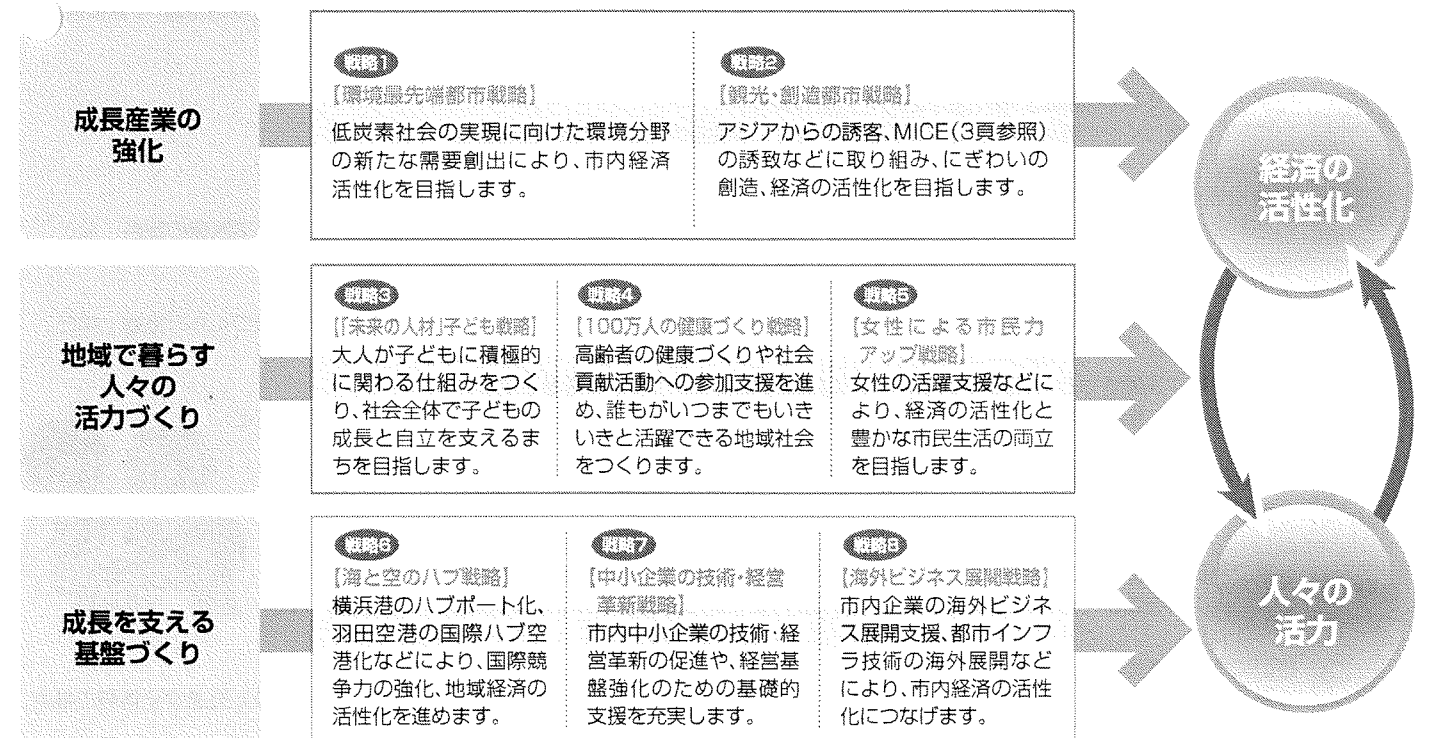 成長産業の
強化
戦略1
【環境最先端都市戦略】
低炭素社会の実現に向けた環境分野
の新たな需要創出により、市内経済
活性化を目指します。
戦略2
【観光・創造都市戦略】
アジアからの誘客、MICE(3頁参照)
の誘致などに取り組み、にぎわいの
創造、経済の活性化を目指します。
地域で暮らす
人々の
活力づくり
戦略3
【「未来の人材」子ども戦略】
大人が子どもに積極的
に関わる仕組みをつく
り、社会全体で子どもの
成長と自立を支えるま
ちを目指します。
戦略4
【100万人の健康づくり戦略】
高齢者の健康づくりや社会
貢献活動への参加支援を進
め、誰もがいつまでもいき
いきと活躍できる地域社会
をつくります。
戦略5
【女性による市民力
アップ戦略】
女性の活躍支援などに
より、経済の活性化と
豊かな市民生活の両立
を目指します。
成長を支える
基盤づくり
戦略6
【海と空のハブ戦略】
横浜港のハブポート化、
羽田空港の国際ハブ空
港化などにより、国際競
争力の強化、地域経済の
活性化を進めます。
戦略7
【中小企業の技術・経営
革新戦略】
市内中小企業の技術・経
営革新の促進や、経営基
盤強化のための基礎的
支援を充実します。
戦略8
【海外ビジネス展開戦略】
市内企業の海外ビジネ
ス展開支援、都市インフ
ラ技術の海外展開など
により、市内経済の活性
化につなげます。
経済の
活性化
人々の
活力